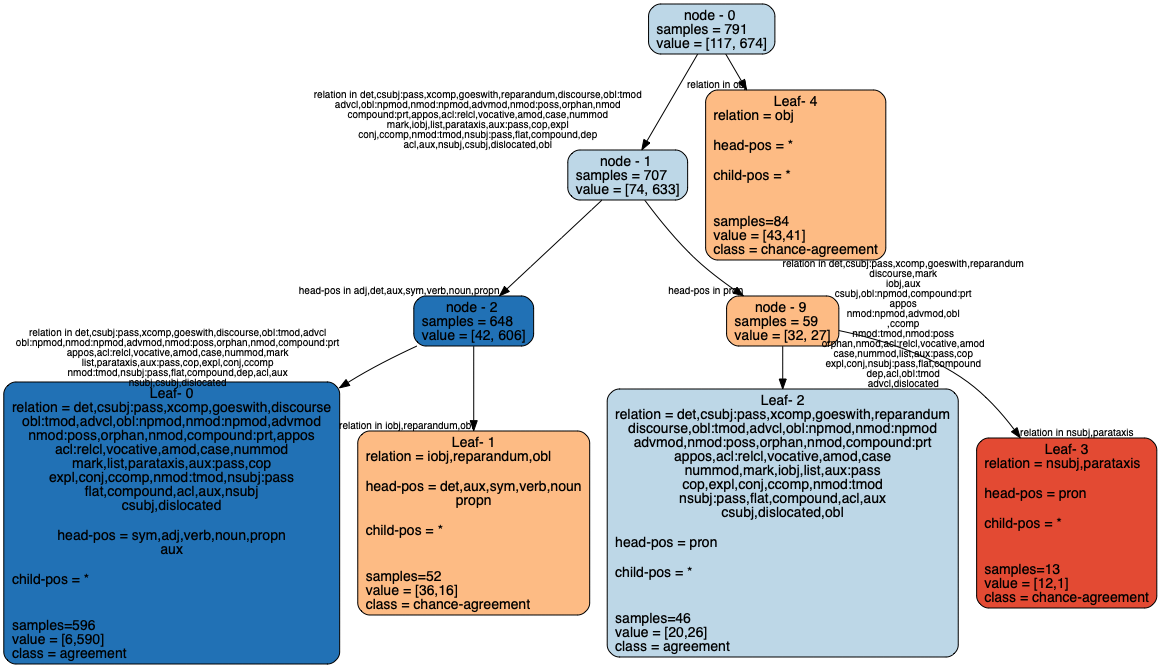 node - 0
samples = 791
value = [117, 674]
relation in det,csubj:pass,xcomp,goeswith,reparandum,discourse,obl:tmod
advcl,obl:npmod,nmod:npmod,advmod,nmod:poss,orphan,nmod
compound:prt,appos,acl:relcl,vocative,amod,case,nummod
mark,iobj,list,parataxis,aux:pass,cop,expl
conj,ccomp,nmod:tmod,nsubj:pass,flat,compound,dep
acl,aux,nsubj,csubj,dislocated,obl
relation in obj
Leaf- 4
relation = obj
head-pos = *
child-pos = *
samples=84
value = [43,41]
class = chance-agreement
node - 1
samples = 707
value = [74, 633]
head-pos in adj,det,aux,sym,verb,noun,propn
node - 2
samples = 648
value = [42, 606]
head-pos in pron
node - 9
samples = 59
value = [32, 27]
relation in det,csubj:pass,xcomp,goeswith,reparandum
discourse,mark
iobj,aux
csubj,obl:npmod,compound:prt
appos
nmod:npmod,advmod,obl
,ccomp
nmod:tmod,nmod:poss
orphan,nmod,acl:relcl,vocative,amod
case,nummod,list,aux:pass,cop
expl,conj,nsubj:pass,flat,compound
dep,acl,obl:tmod
advcl,dislocated
relation in det,csubj:pass,xcomp,goeswith,discourse,obl:tmod,advcl
obl:npmod,nmod:npmod,advmod,nmod:poss,orphan,nmod,compound:prt
appos,acl:relcl,vocative,amod,case,nummod,mark
list,parataxis,aux:pass,cop,expl,conj,ccomp
nmod:tmod,nsubj:pass,flat,compound,dep,acl,aux
nsubj,csubj,dislocated
Leaf- 0
relation = det,csubj:pass,xcomp,goeswith,discourse
obl:tmod,advcl,obl:npmod,nmod:npmod,advmod
nmod:poss,orphan,nmod,compound:prt,appos
acl:relcl,vocative,amod,case,nummod
mark,list,parataxis,aux:pass,cop
expl,conj,ccomp,nmod:tmod,nsubj:pass
flat,compound,acl,aux,nsubj
csubj,dislocated
head-pos = sym,adj,verb,noun,propn
aux
child-pos = *
samples=596
value = [6,590]
class = agreement
relation in iobj,reparandum,obl
Leaf- 1
relation = iobj,reparandum,obl
head-pos = det,aux,sym,verb,noun
propn
child-pos = *
samples=52
value = [36,16]
class = chance-agreement
Leaf- 2
relation = det,csubj:pass,xcomp,goeswith,reparandum
discourse,obl:tmod,advcl,obl:npmod,nmod:npmod
advmod,nmod:poss,orphan,nmod,compound:prt
appos,acl:relcl,vocative,amod,case
nummod,mark,iobj,list,aux:pass
cop,expl,conj,ccomp,nmod:tmod
nsubj:pass,flat,compound,acl,aux
csubj,dislocated,obl
head-pos = pron
child-pos = *
samples=46
value = [20,26]
class = agreement
relation in nsubj,parataxis
Leaf- 3
relation = nsubj,parataxis
head-pos = pron
child-pos = *
samples=13
value = [12,1]
class = chance-agreement